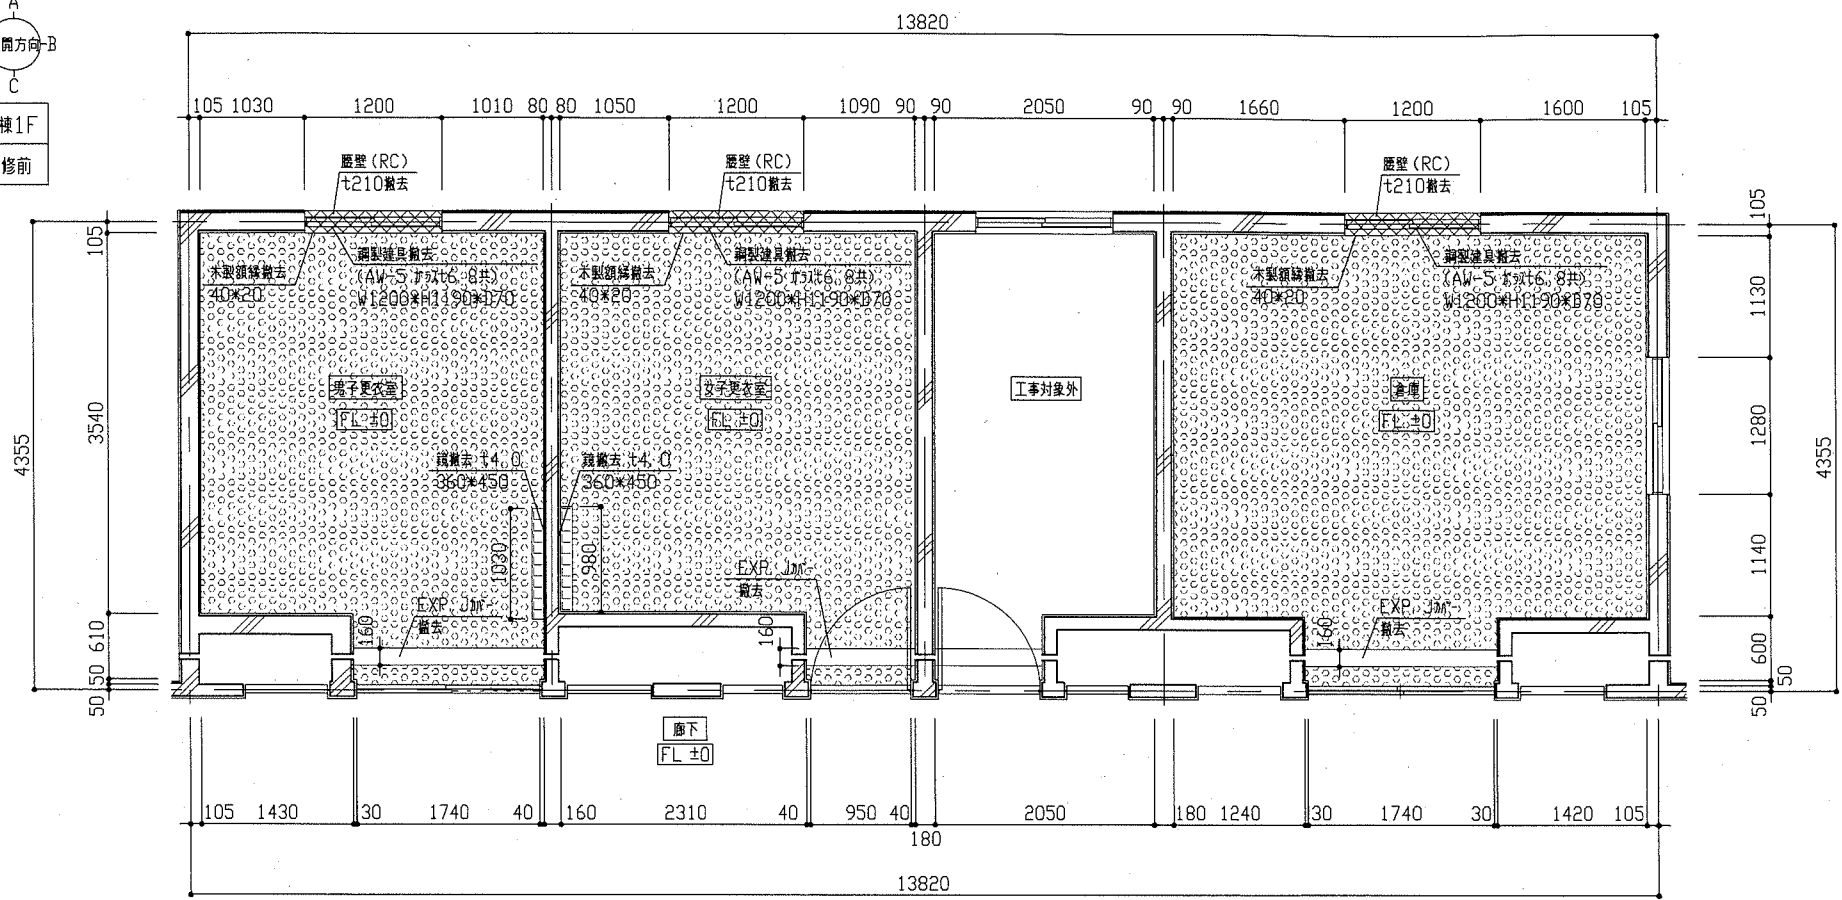 A
開方向 B
C
棟1F
修前
13820
105 1030 1200 1010 80 80 1050 1200 1090 90 90 2050 90 90 1660 1200 1600 105
腰壁(RC)
t210撤去
腰壁(RC)
t210撤去
腰壁(RC)
t210撤去
木製額縁撤去
40*20
鋼製建具撤去
(AW-5 ガラスt6.8共)
W1200*H1190*D70
木製額縁撤去
40*20
鋼製建具撤去
(AW-5 ガラスt6.8共)
W1200*H1190*D70
木製額縁撤去
40*20
鋼製建具撤去
(AW-5 ガラスt6.8共)
W1200*H1190*D70
男子更衣室
FL ±0
女子更衣室
FL ±0
工事対象外
倉庫
FL ±0
鏡撤去 t4.0
360*450
鏡撤去 t4.0
360*450
1030
980
EXP.Jカバー
撤去
EXP.Jカバー
撤去
EXP.Jカバー
撤去
160
160
160
4355
105
3540
610
50
50
105
1130
1280
1140
600
50
50
4355
廊下
FL ±0
105 1430 30 1740 40 160 2310 40 950 40 2050 180 1240 30 1740 30 1420 105
180
13820